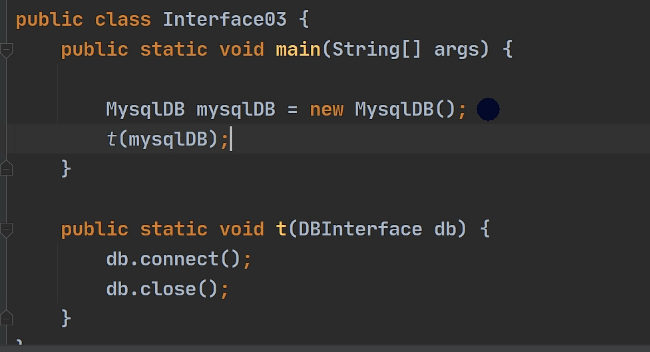 public class Interface03 {
public static void main(String[] args) {
MysqlDB mysqlDB = new MysqlDB();
t(mysqlDB);
}
public static void t(DBInterface db) {
db.connect();
db.close();
}
}